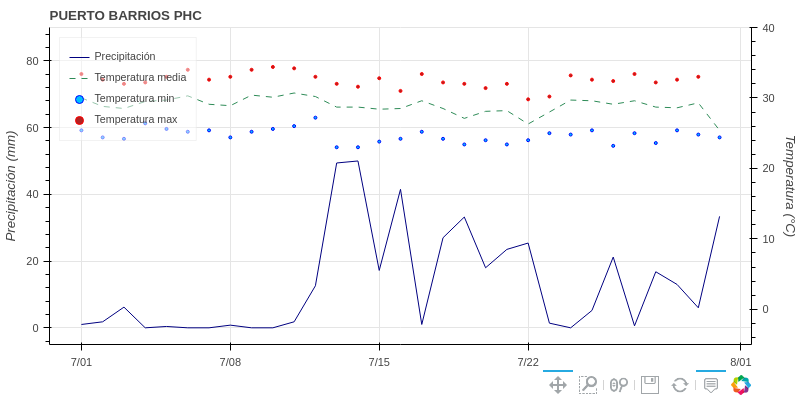 PUERTO BARRIOS PHC
Precipitación
Temperatura media
Temperatura min
Temperatura max
Precipitación (mm)
80
60
40
20
0
Temperatura (°C)
40
30
20
10
0
7/01
7/08
7/15
7/22
8/01